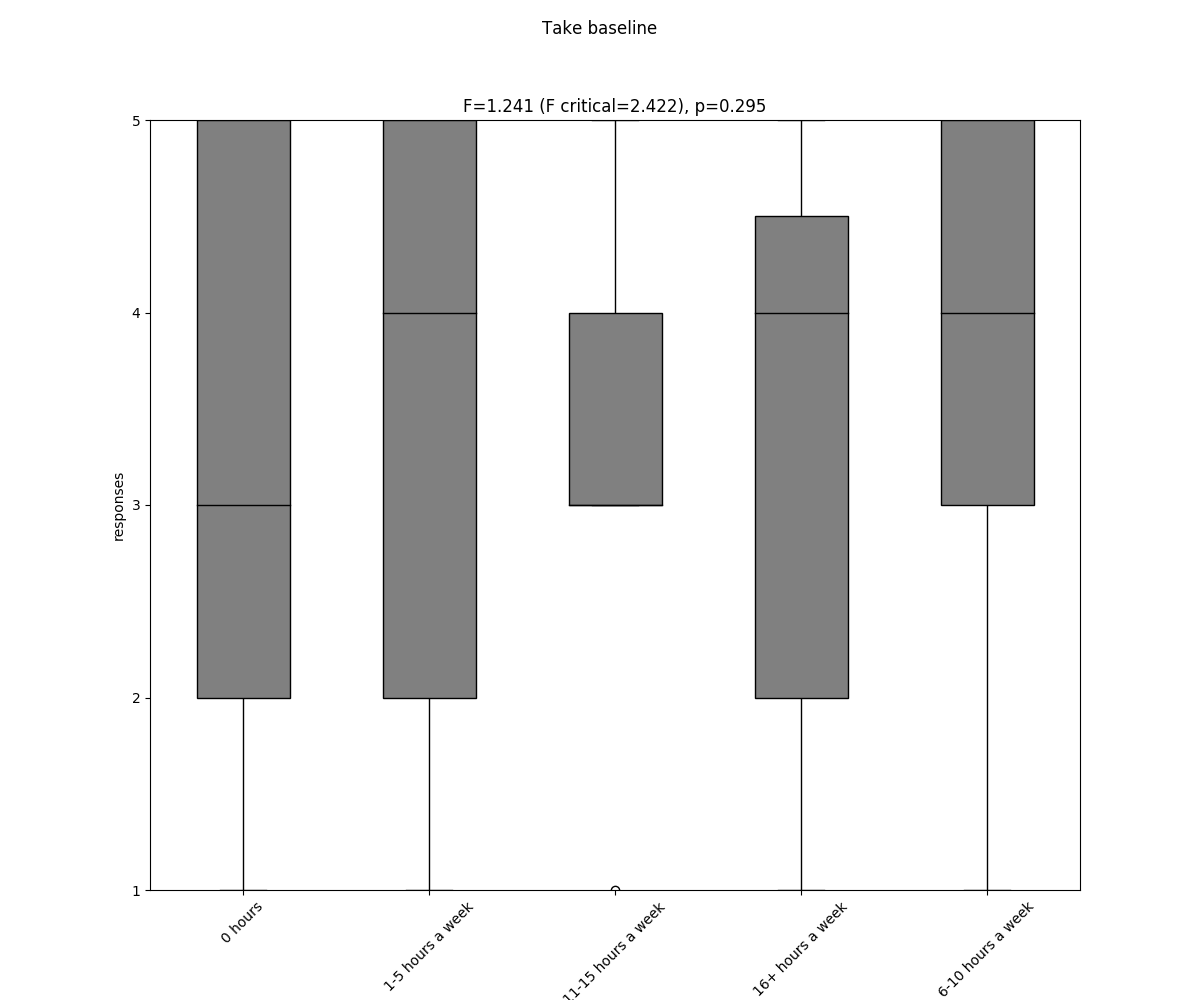 Take baseline
F=1.241 (F critical=2.422), p=0.295
5
4
3
2
1
responses
0 hours
1-5 hours a week
11-15 hours a week
16+ hours a week
6-10 hours a week